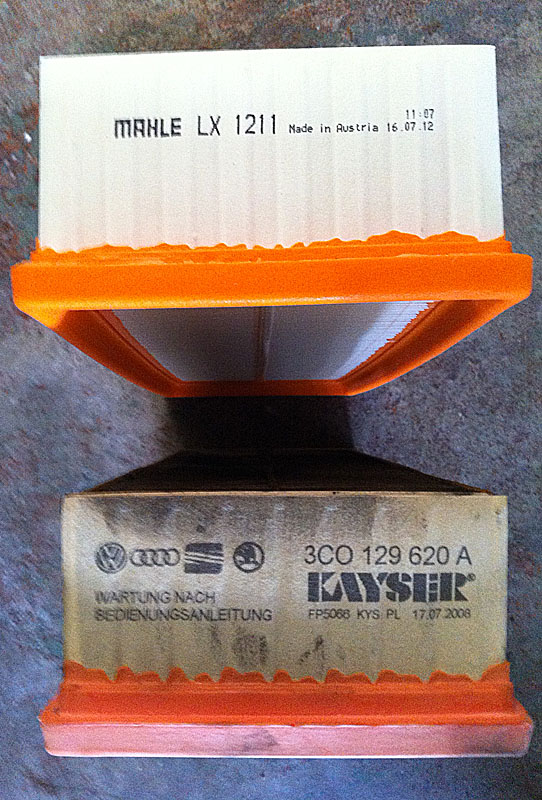 11:07
MAHLE LX 1211 Made in Austria 16.07.12
3CO 129 620 A
KAYSER®
WARTUNG NACH
BEDIENUNGSANLEITUNG
FP5066 KYS PL 17.07.2008